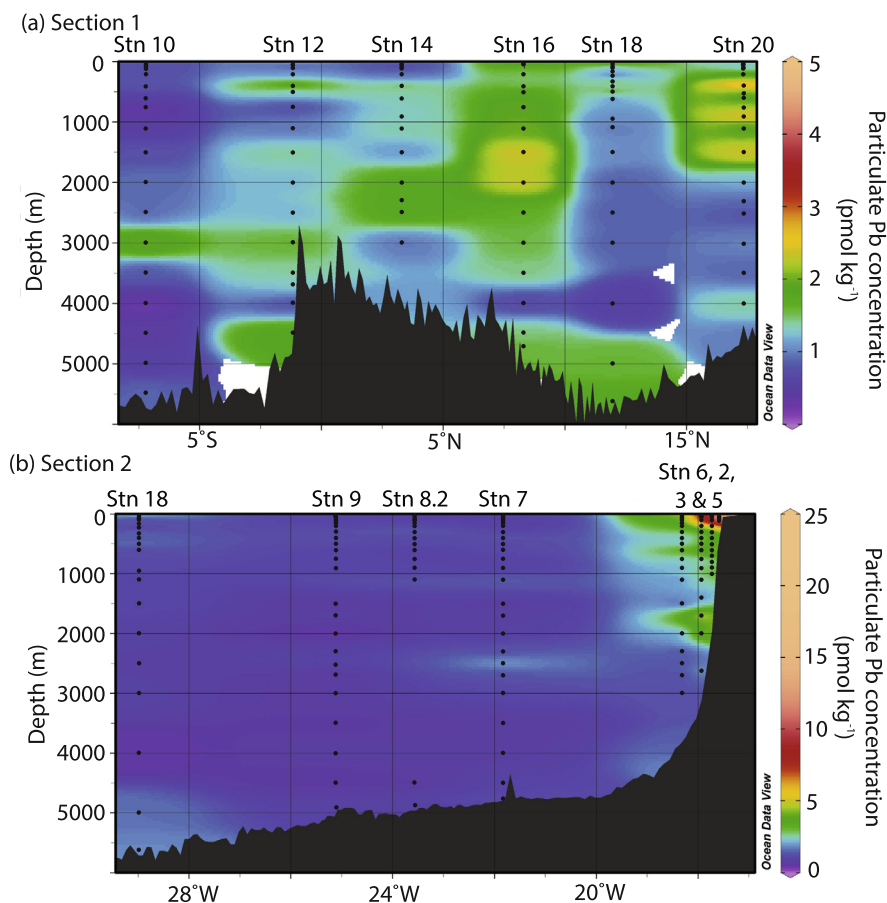 (a) Section 1
Stn 10 Stn 12 Stn 14 Stn 16 Stn 18 Stn 20
0
1000
2000
3000
4000
5000
Depth (m)
5˚S 5˚N 15˚N
Ocean Data View
5
4
3
2
1
Particulate Pb concentration
(pmol kg⁻¹)
(b) Section 2
Stn 6, 2,
Stn 18 Stn 9 Stn 8.2 Stn 7 3 & 5
0
1000
2000
3000
4000
5000
Depth (m)
28˚W 24˚W 20˚W
Ocean Data View
25
20
15
10
5
0
Particulate Pb concentration
(pmol kg⁻¹)